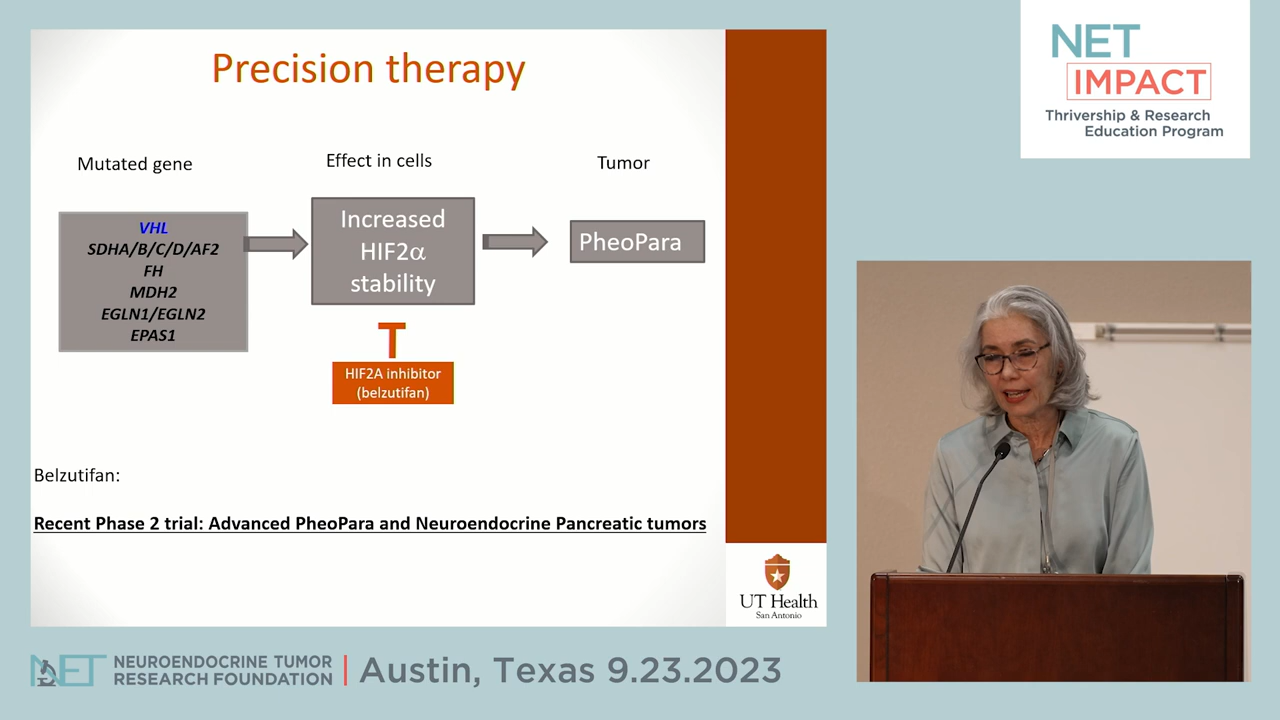 Precision therapy
Mutated gene
Effect in cells
Tumor
VHL
SDHA/B/C/D/AF2
FH
MDH2
EGLN1/EGLN2
EPAS1
Increased
HIF2α
stability
PheoPara
HIF2A inhibitor
(belzutifan)
Belzutifan:
Recent Phase 2 trial: Advanced PheoPara and Neuroendocrine Pancreatic tumors
UT Health
San Antonio
NET
IMPACT
Thrivership & Research
Education Program
NET
NEUROENDOCRINE TUMOR
RESEARCH FOUNDATION
Austin, Texas 9.23.2023